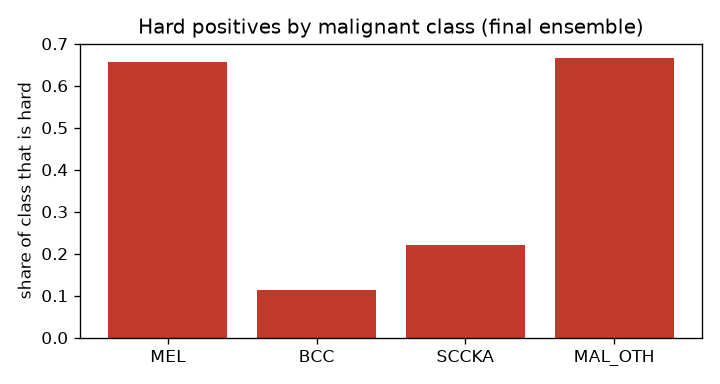 Hard positives by malignant class (final ensemble)
share of class that is hard
0.7
0.6
0.5
0.4
0.3
0.2
0.1
0.0
MEL BCC SCCKA MAL_OTH